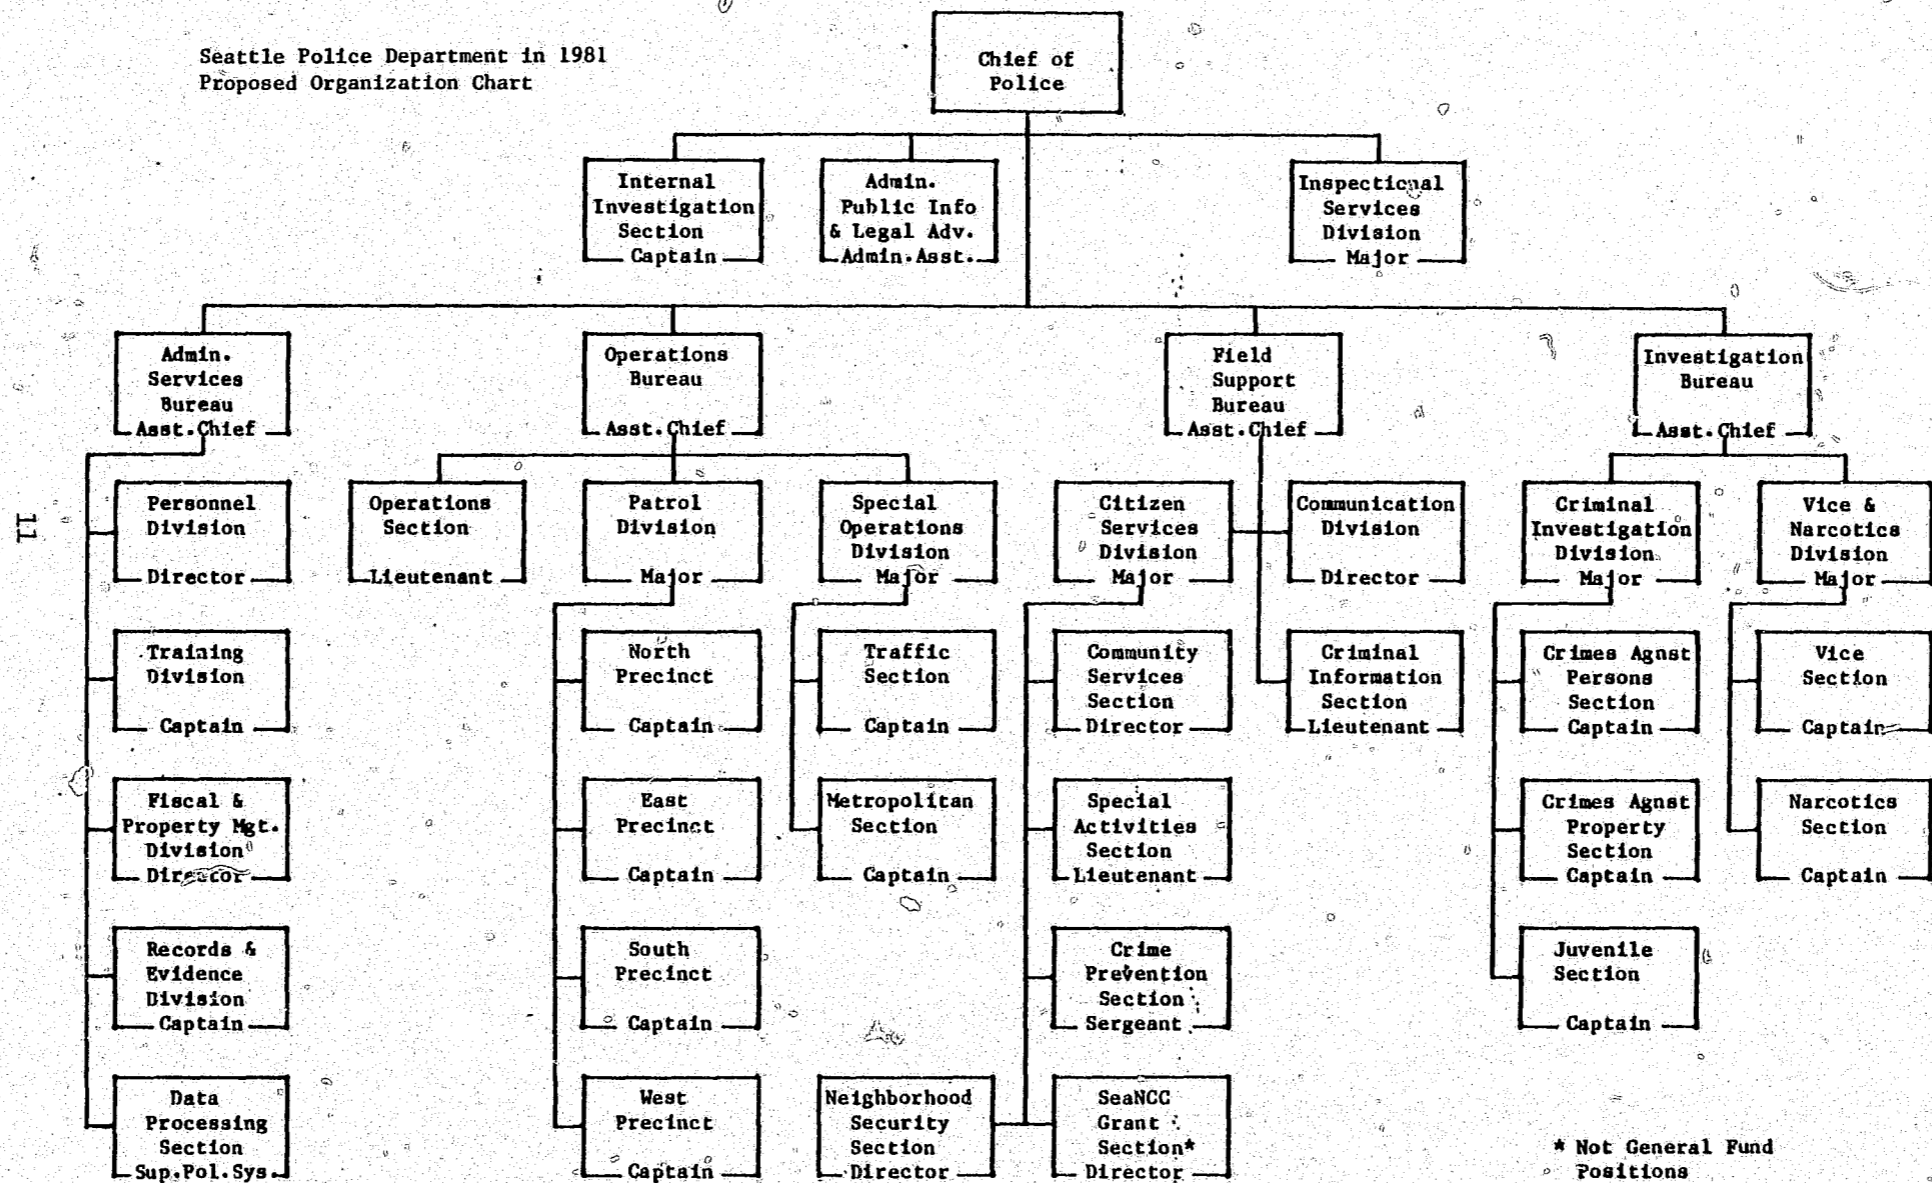 Seattle Police Department in 1981
Proposed Organization Chart
Chief of
Police
Internal
Investigation
Section
Captain
Admin.
Public Info
& Legal Adv.
Admin.Asst.
Inspectional
Services
Division
Major
Admin.
Services
Bureau
Asst.Chief
Operations
Bureau
Asst.Chief
Field
Support
Bureau
Asst.Chief
Investigation
Bureau
Asst.Chief
Personnel
Division
Director
Operations
Section
Lieutenant
Patrol
Division
Major
Special
Operations
Division
Major
Citizen
Services
Division
Major
Communication
Division
Director
Criminal
Investigation
Division
Major
Vice &
Narcotics
Division
Major
11
Training
Division
Captain
North
Precinct
Captain
Traffic
Section
Captain
Community
Services
Section
Director
Criminal
Information
Section
Lieutenant
Crimes Agnst
Persons
Section
Captain
Vice
Section
Captain
Fiscal &
Property Mgt.
Division
Director
East
Precinct
Captain
Metropolitan
Section
Captain
Special
Activities
Section
Lieutenant
Crimes Agnst
Property
Section
Captain
Narcotics
Section
Captain
Records &
Evidence
Division
Captain
South
Precinct
Captain
Crime
Prevention
Section
Sergeant
Juvenile
Section
Captain
Data
Processing
Section
Sup.Pol.Sys.
West
Precinct
Captain
Neighborhood
Security
Section
Director
SeaNCC
Grant
Section*
Director
* Not General Fund
Positions